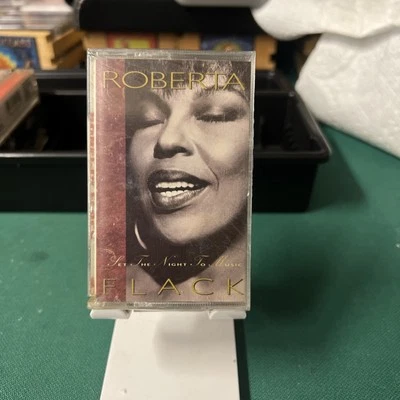 ROBERTA
Set • The • Night • To • Music
FLACK